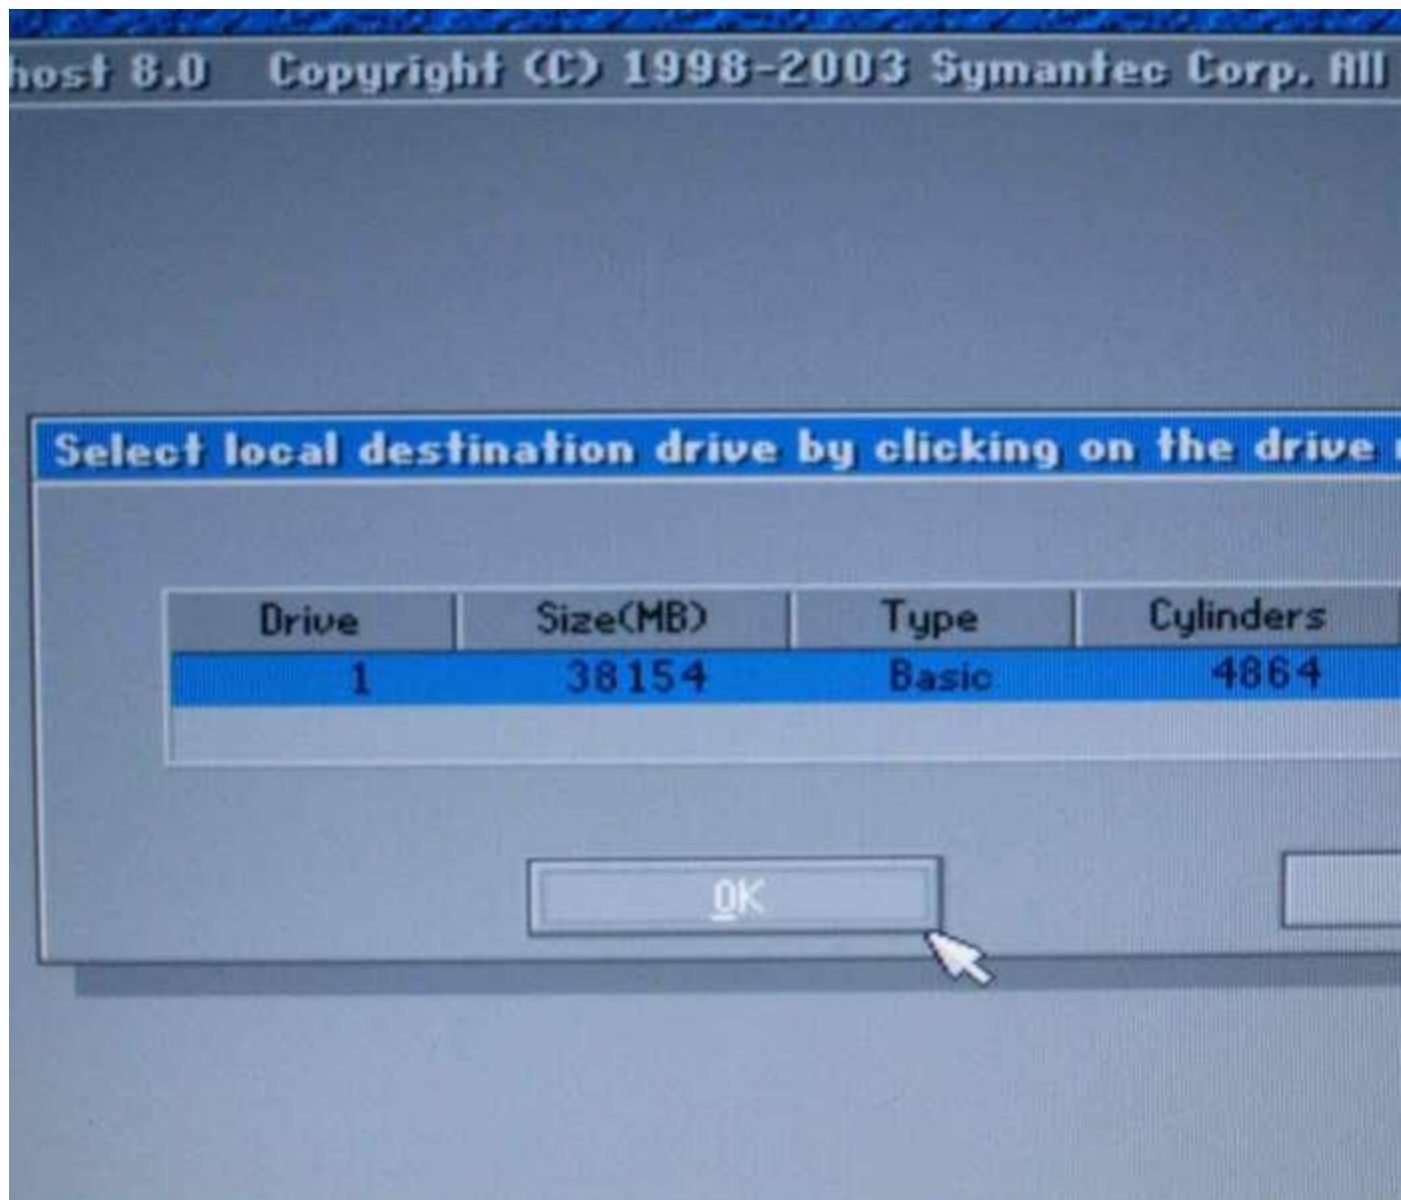 host 8.0 Copyright (C) 1998-2003 Symantec Corp. All
Select local destination drive by clicking on the drive
Drive Size(MB) Type Cylinders
1 38154 Basic 4864
OK